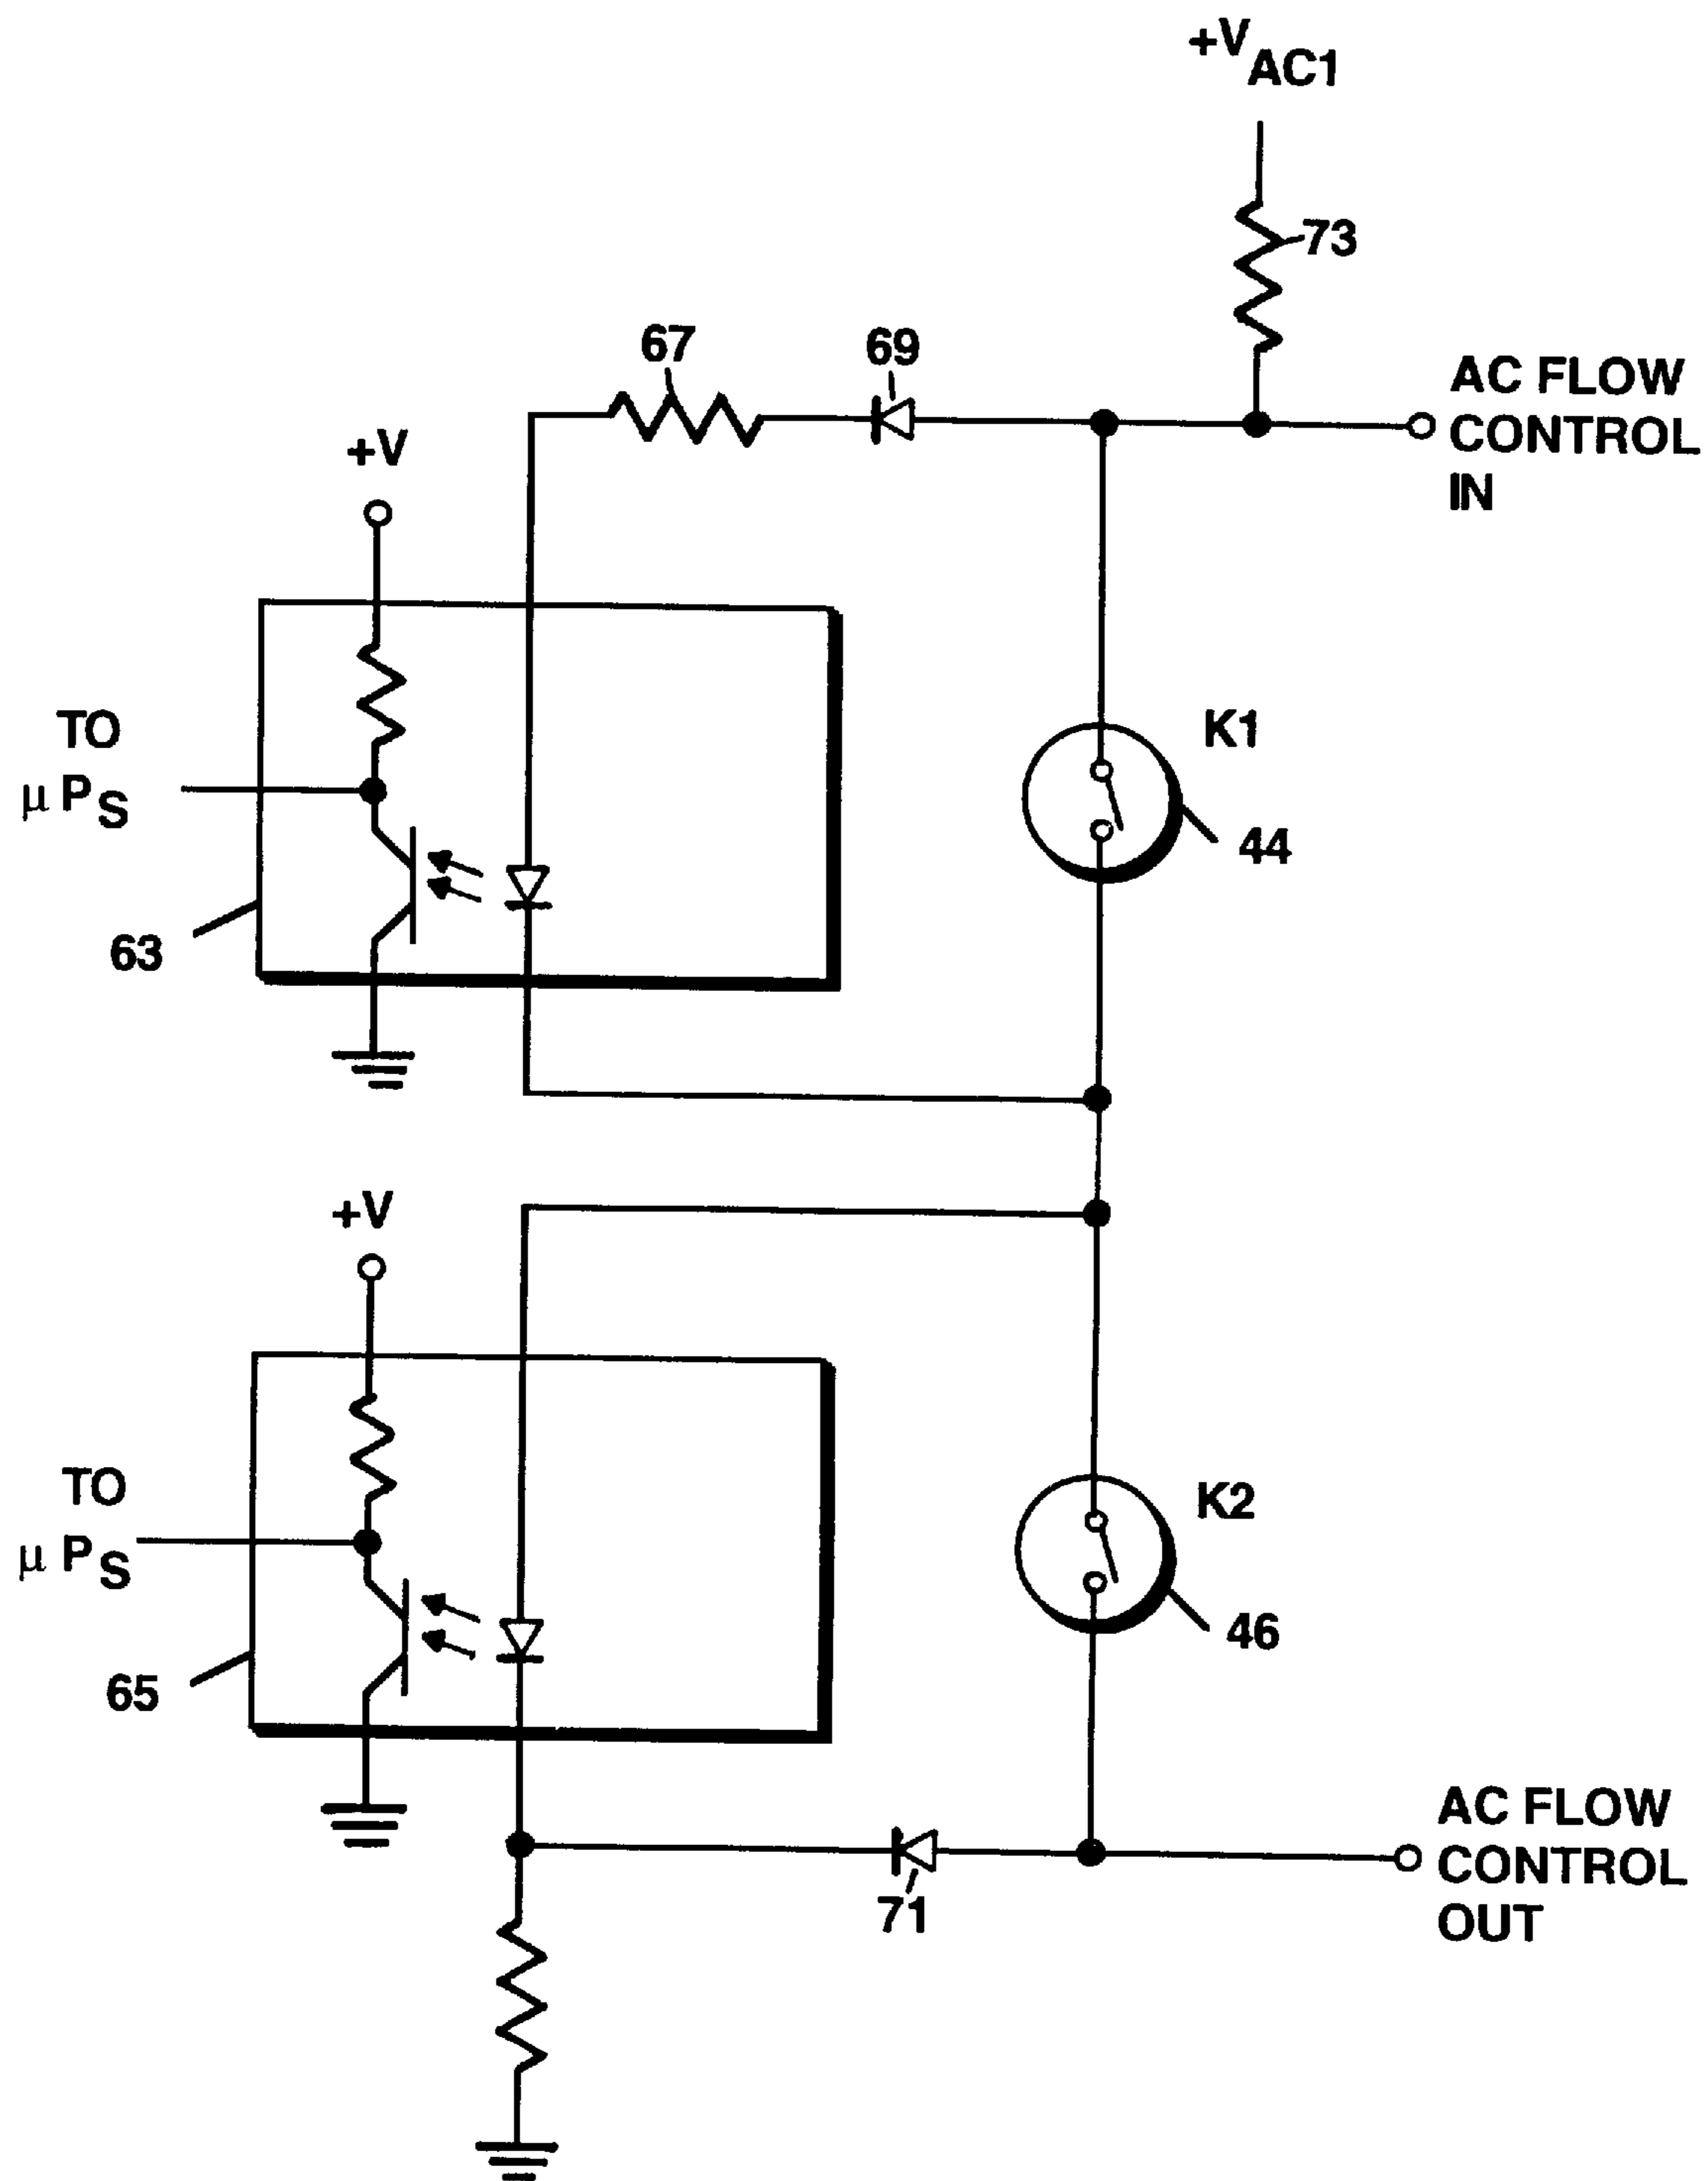 +VAC1
73
67
69
AC FLOW
CONTROL
IN
+V
K1
TO
μ PS
44
63
+V
K2
TO
μ PS
46
65
AC FLOW
CONTROL
OUT
71